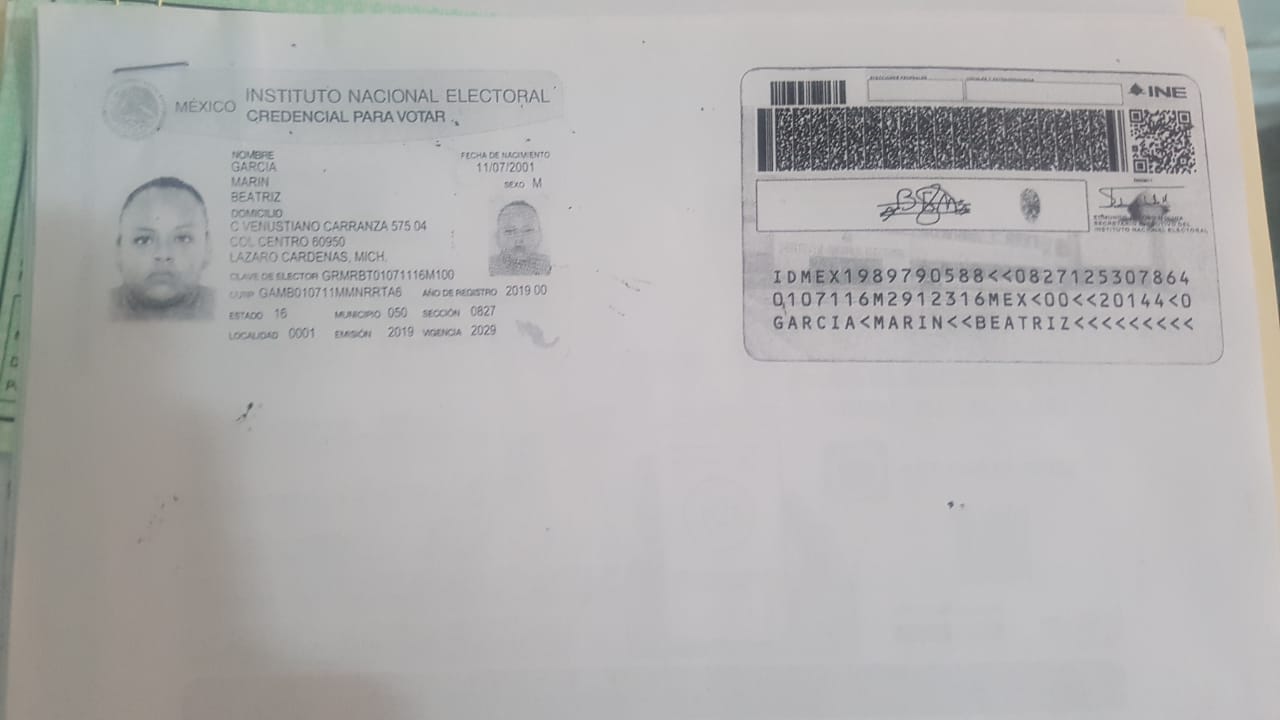 MÉXICO INSTITUTO NACIONAL ELECTORAL
CREDENCIAL PARA VOTAR
NOMBRE
GARCIA
MARIN
BEATRIZ
FECHA DE NACIMIENTO
11/07/2001
SEXO M
DOMICILIO
C VENUSTIANO CARRANZA 575 04
COL CENTRO 60950
LAZARO CARDENAS, MICH.
CLAVE DE ELECTOR GRMRBT01071116M100
CURP GAMB010711MMNRRTA6 AÑO DE REGISTRO 2019 00
ESTADO 16 MUNICIPIO 050 SECCIÓN 0827
LOCALIDAD 0001 EMISIÓN 2019 VIGENCIA 2029
ELECCIONES FEDERALES
INE
SECRETARIO EJECUTIVO DEL
INSTITUTO NACIONAL ELECTORAL
IDMEX1989790588<<0827125307864
0107116M2912316MEX<00<<20144<0
GARCIA<MARIN<<BEATRIZ<<<<<<<<<